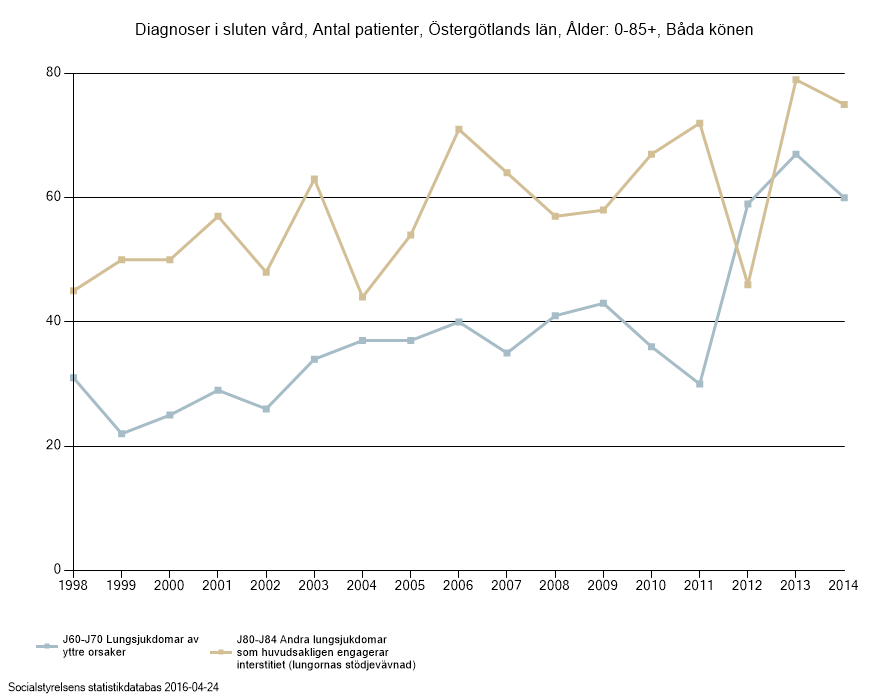 Diagnoser i sluten vård, Antal patienter, Östergötlands län, Ålder: 0-85+, Båda könen
80
60
40
20
0
1998 1999 2000 2001 2002 2003 2004 2005 2006 2007 2008 2009 2010 2011 2012 2013 2014
J60-J70 Lungsjukdomar av
yttre orsaker
J80-J84 Andra lungsjukdomar
som huvudsakligen engagerar
interstitiet (lungornas stödjevävnad)
Socialstyrelsens statistikdatabas 2016-04-24